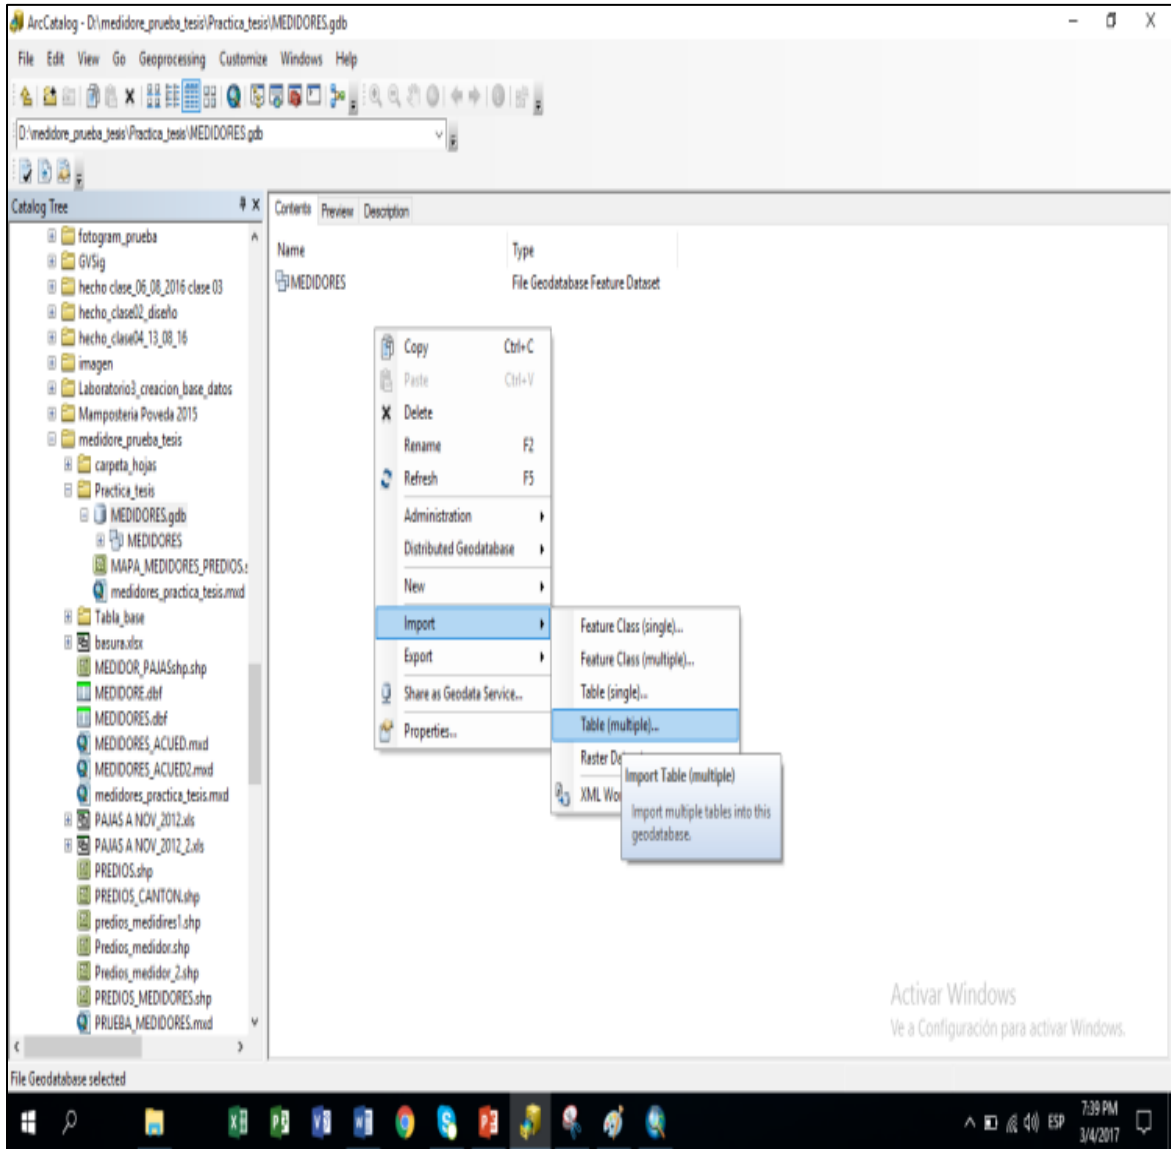 ArcCatalog - D:\medidore_prueba_tesis\Practica_tesis\MEDIDORES.gdb
File Edit View Go Geoprocessing Customize Windows Help
D:\medidore_prueba_tesis\Practica_tesis\MEDIDORES.gdb
Catalog Tree
fotogram_prueba
GVSig
hecho clase_06_08_2016 clase 03
hecho_clase02_diseño
hecho_clase04_13_08_16
imagen
Laboratorio3_creacion_base_datos
Mamposteria Poveda 2015
medidore_prueba_tesis
carpeta_hojas
Practica_tesis
MEDIDORES.gdb
MEDIDORES
MAPA_MEDIDORES_PREDIOS.s
medidores_practica_tesis.mxd
Tabla_base
basura.xlsx
MEDIDOR_PAJASshp.shp
MEDIDORE.dbf
MEDIDORES.dbf
MEDIDORES_ACUED.mxd
MEDIDORES_ACUED2.mxd
medidores_practica_tesis.mxd
PAJAS A NOV_2012.xls
PAJAS A NOV_2012_2.xls
PREDIOS.shp
PREDIOS_CANTON.shp
predios_medidires1.shp
Predios_medidor.shp
Predios_medidor_2.shp
PREDIOS_MEDIDORES.shp
PRUEBA_MEDIDORES.mxd
Contents Preview Description
Name Type
MEDIDORES File Geodatabase Feature Dataset
Copy Ctrl+C
Paste Ctrl+V
Delete
Rename F2
Refresh F5
Administration
Distributed Geodatabase
New
Import
Export
Share as Geodata Service...
Properties...
Feature Class (single)...
Feature Class (multiple)...
Table (single)...
Table (multiple)...
Raster Da
XML Wo
Import Table (multiple)
Import multiple tables into this
geodatabase.
Activar Windows
Ve a Configuración para activar Windows.
File Geodatabase selected
ESP
7:39 PM
3/4/2017